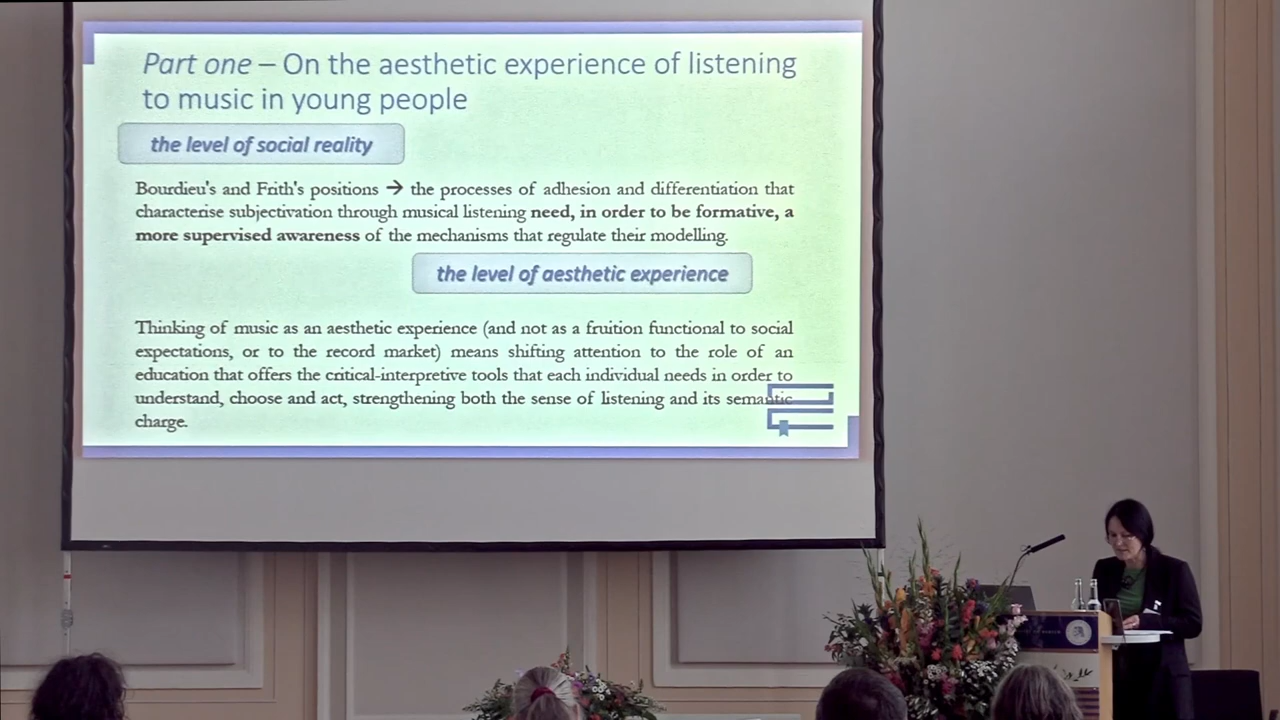 Part one – On the aesthetic experience of listening
to music in young people
the level of social reality
Bourdieu's and Frith's positions → the processes of adhesion and differentiation that
characterise subjectivation through musical listening need, in order to be formative, a
more supervised awareness of the mechanisms that regulate their modelling.
the level of aesthetic experience
Thinking of music as an aesthetic experience (and not as a fruition functional to social
expectations, or to the record market) means shifting attention to the role of an
education that offers the critical-interpretive tools that each individual needs in order to
understand, choose and act, strengthening both the sense of listening and its semantic
charge.